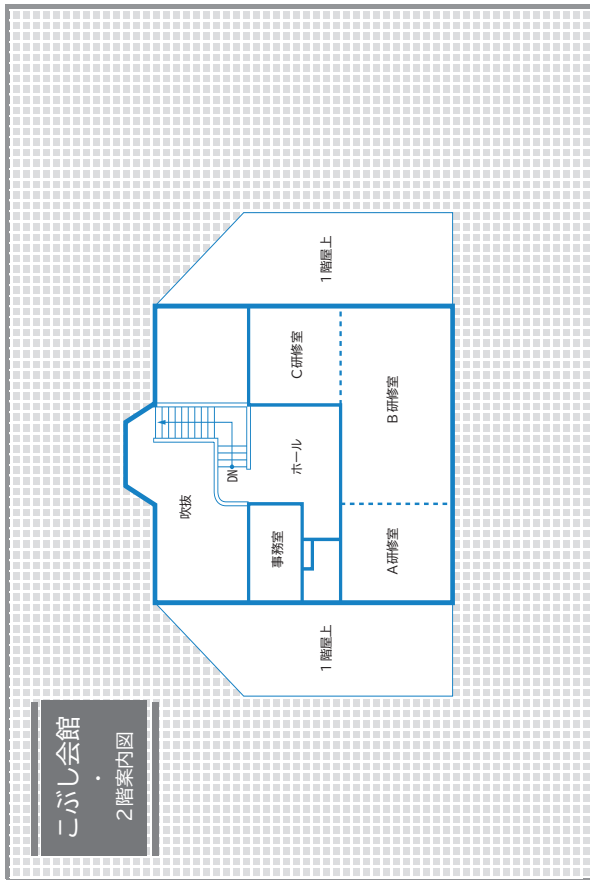 こぶし会館
・
２階案内図
吹抜
DN
事務室
ホール
Ｃ研修室
１階屋上
１階屋上
Ａ研修室
Ｂ研修室